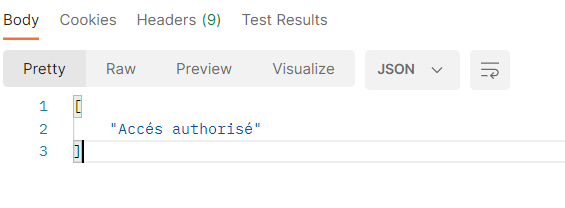 Body Cookies Headers (9) Test Results
Pretty Raw Preview Visualize JSON
1 [
2 "Accés authorisé"
3 ]